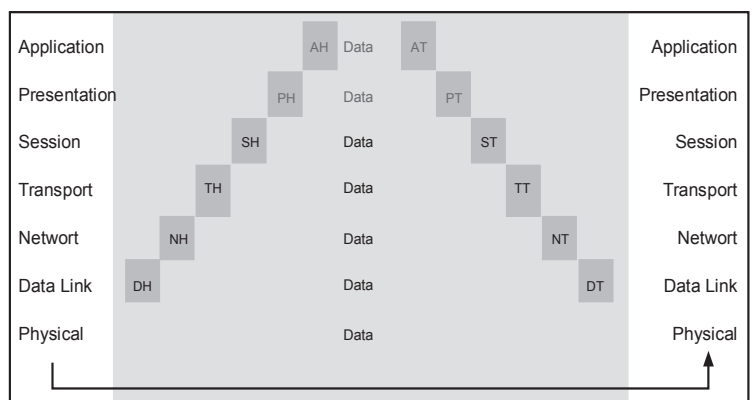 Application AH Data AT Application
Presentation PH Data PT Presentation
Session SH Data ST Session
Transport TH Data TT Transport
Networt NH Data NT Networt
Data Link DH Data DT Data Link
Physical Data Physical